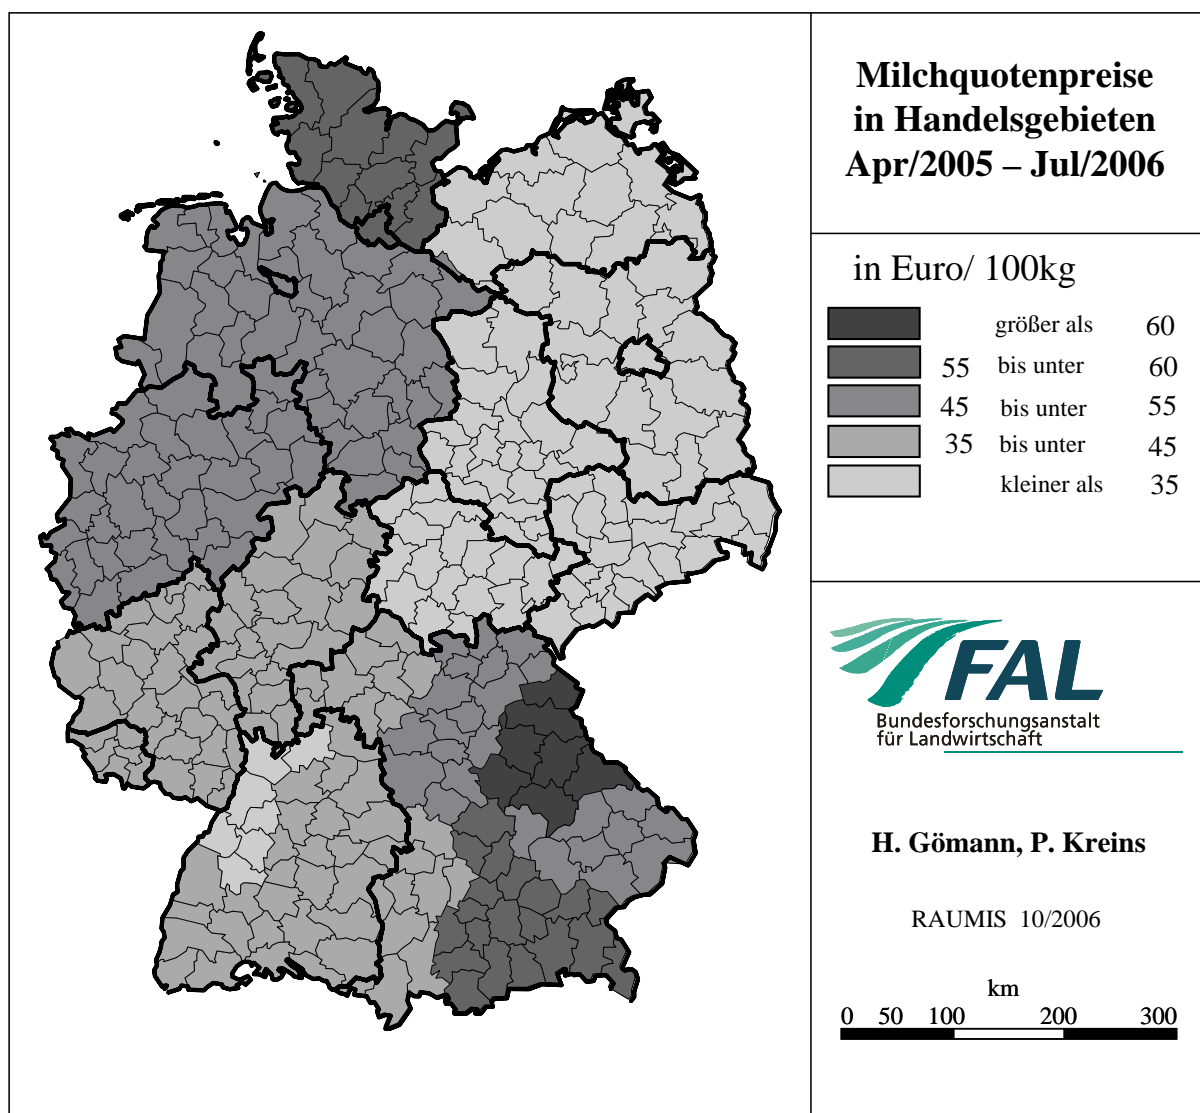 Milchquotenpreise
in Handelsgebieten
Apr/2005 – Jul/2006
in Euro/ 100kg
größer als 60
55 bis unter 60
45 bis unter 55
35 bis unter 45
kleiner als 35
FAL
Bundesforschungsanstalt
für Landwirtschaft
H. Gömann, P. Kreins
RAUMIS 10/2006
km
0 50 100 200 300